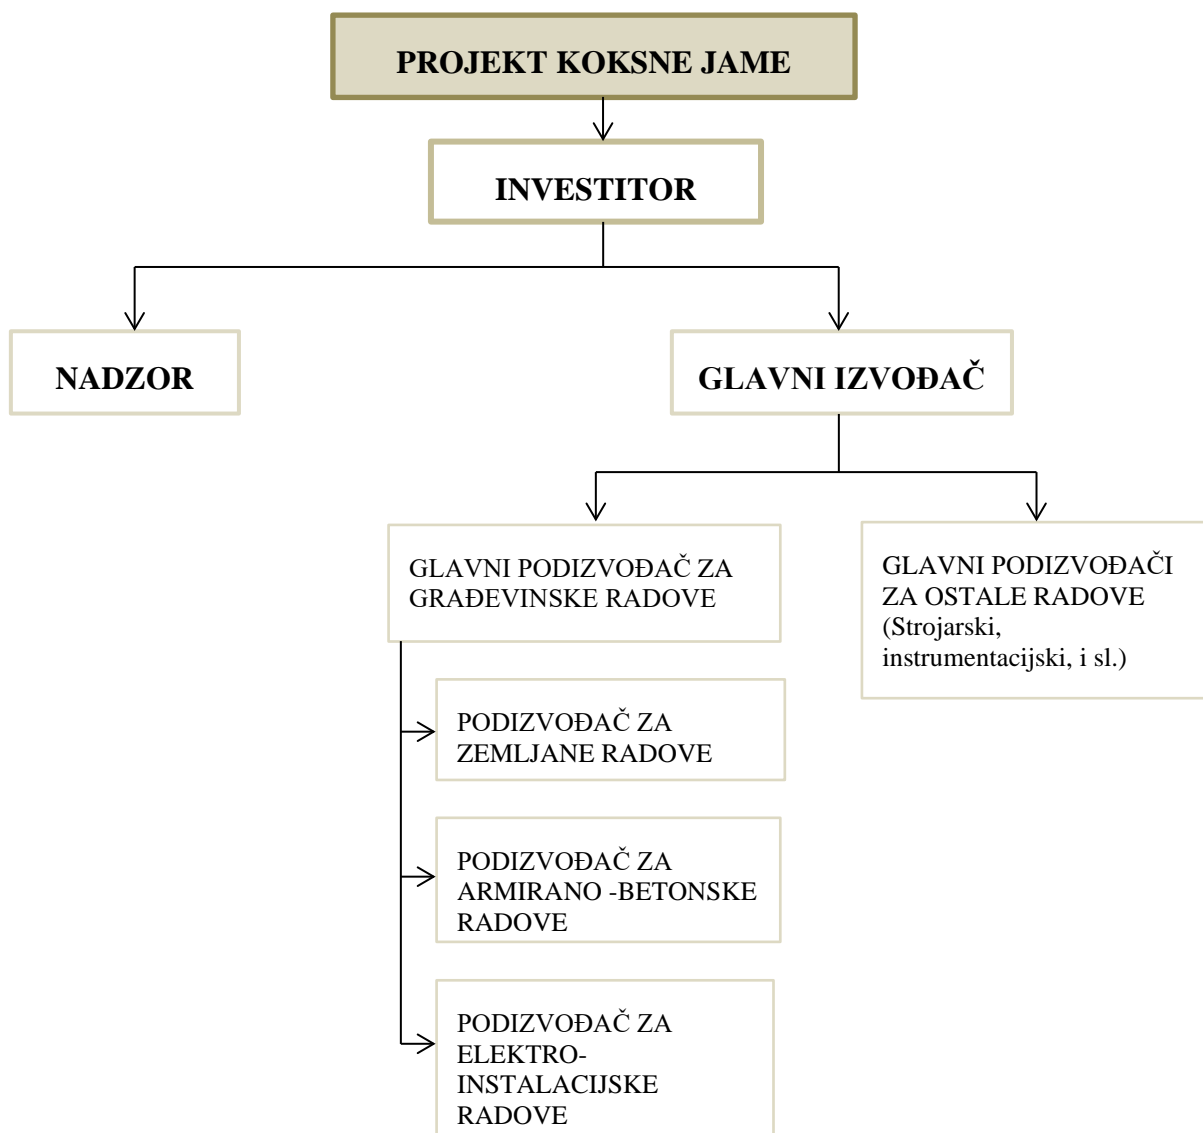 PROJEKT KOKSNE JAME
INVESTITOR
NADZOR
GLAVNI IZVOĐAČ
GLAVNI PODIZVOĐAČ ZA
GRAĐEVINSKE RADOVE
GLAVNI PODIZVOĐAČI
ZA OSTALE RADOVE
(Strojarski,
instrumentacijski, i sl.)
PODIZVOĐAČ ZA
ZEMLJANE RADOVE
PODIZVOĐAČ ZA
ARMIRANO -BETONSKE
RADOVE
PODIZVOĐAČ ZA
ELEKTRO-
INSTALACIJSKE
RADOVE